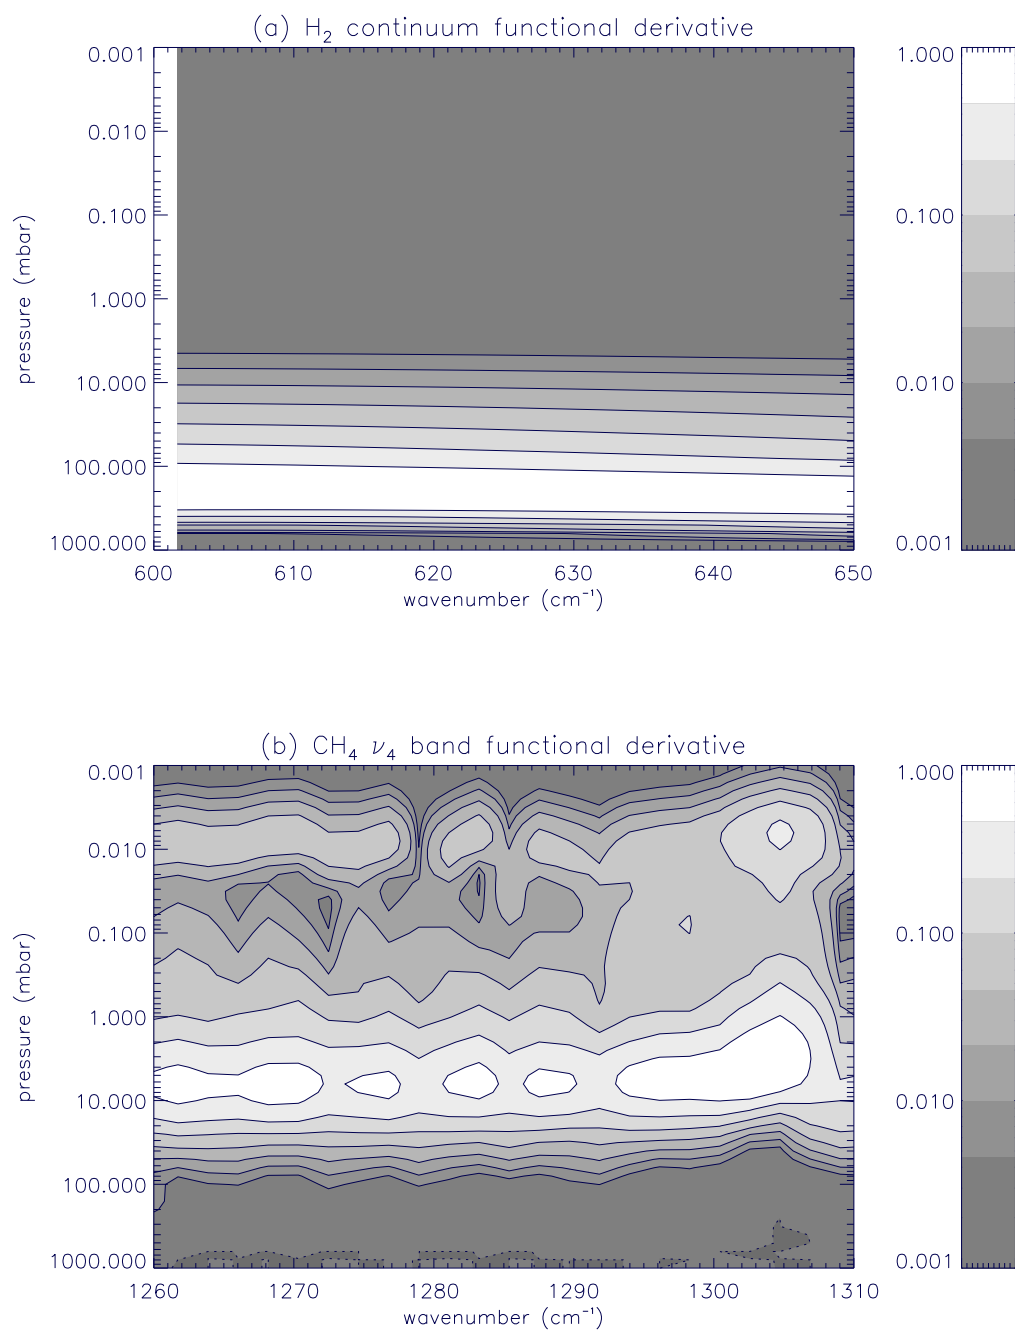 (a) H₂ continuum functional derivative
0.001
0.010
0.100
1.000
10.000
100.000
1000.000
pressure (mbar)
600 610 620 630 640 650
wavenumber (cm⁻¹)
1.000
0.100
0.010
0.001
(b) CH₄ ν₄ band functional derivative
0.001
0.010
0.100
1.000
10.000
100.000
1000.000
pressure (mbar)
1260 1270 1280 1290 1300 1310
wavenumber (cm⁻¹)
1.000
0.100
0.010
0.001